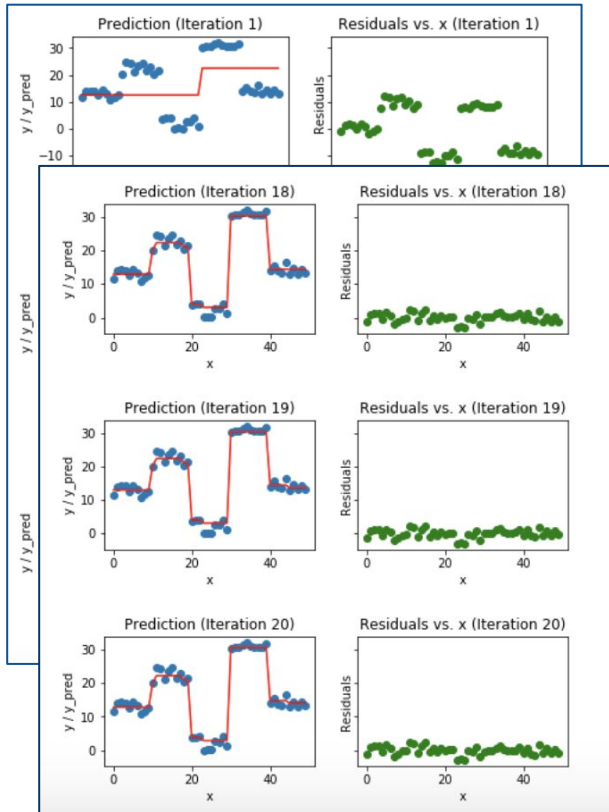 Prediction (Iteration 1)
Residuals vs. x (Iteration 1)
y / y_pred
30
20
10
0
−10
Residuals
Prediction (Iteration 18)
Residuals vs. x (Iteration 18)
y / y_pred
y / y_pred
30
20
10
0
0 20 40
x
Residuals
0 20 40
x
Prediction (Iteration 19)
Residuals vs. x (Iteration 19)
y / y_pred
y / y_pred
30
20
10
0
0 20 40
x
Residuals
0 20 40
x
Prediction (Iteration 20)
Residuals vs. x (Iteration 20)
y / y_pred
30
20
10
0
0 20 40
x
Residuals
0 20 40
x